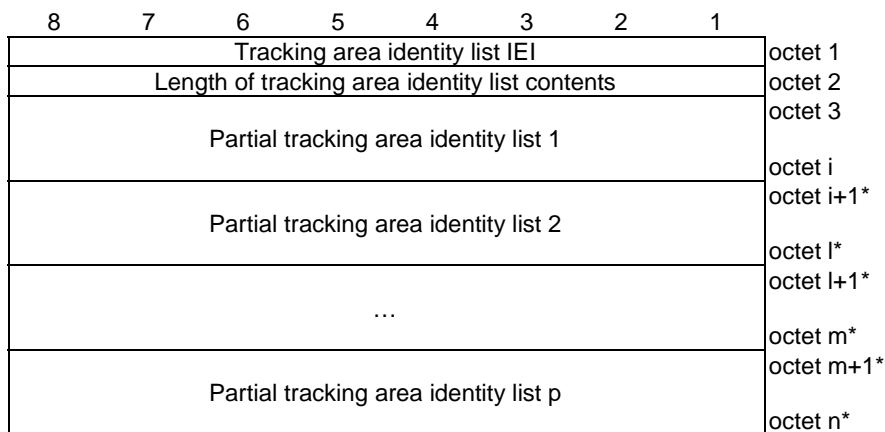 8 7 6 5 4 3 2 1
Tracking area identity list IEI octet 1
Length of tracking area identity list contents octet 2
octet 3
Partial tracking area identity list 1
octet i
octet i+1*
Partial tracking area identity list 2
octet l*
octet l+1*
…
octet m*
octet m+1*
Partial tracking area identity list p
octet n*